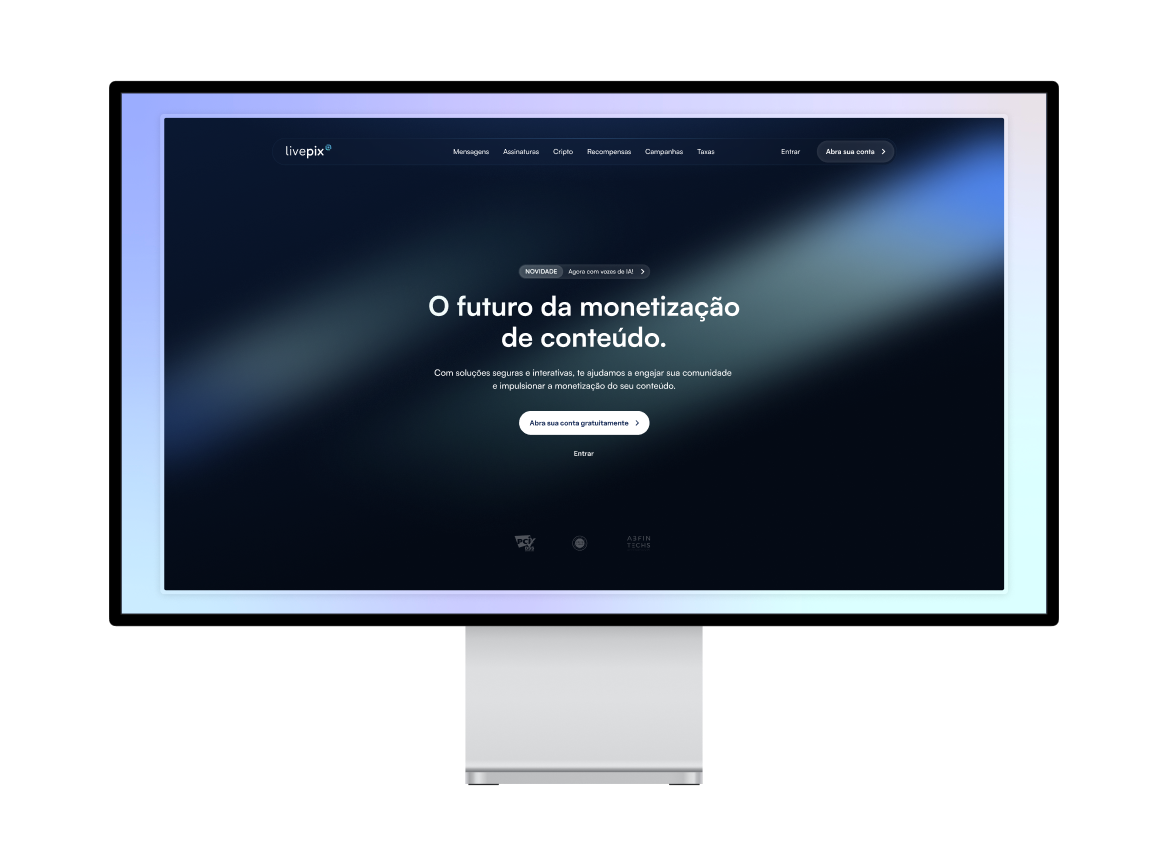 livepix
Mensagens Assinaturas Cripto Recompensas Campanhas Taxas Entrar Abra sua conta
NOVIDADE Agora com vozes de IA!
O futuro da monetização
de conteúdo.
Com soluções seguras e interativas, te ajudamos a engajar sua comunidade
e impulsionar a monetização do seu conteúdo.
Abra sua conta gratuitamente
Entrar
PCI
ABFIN
TECHS